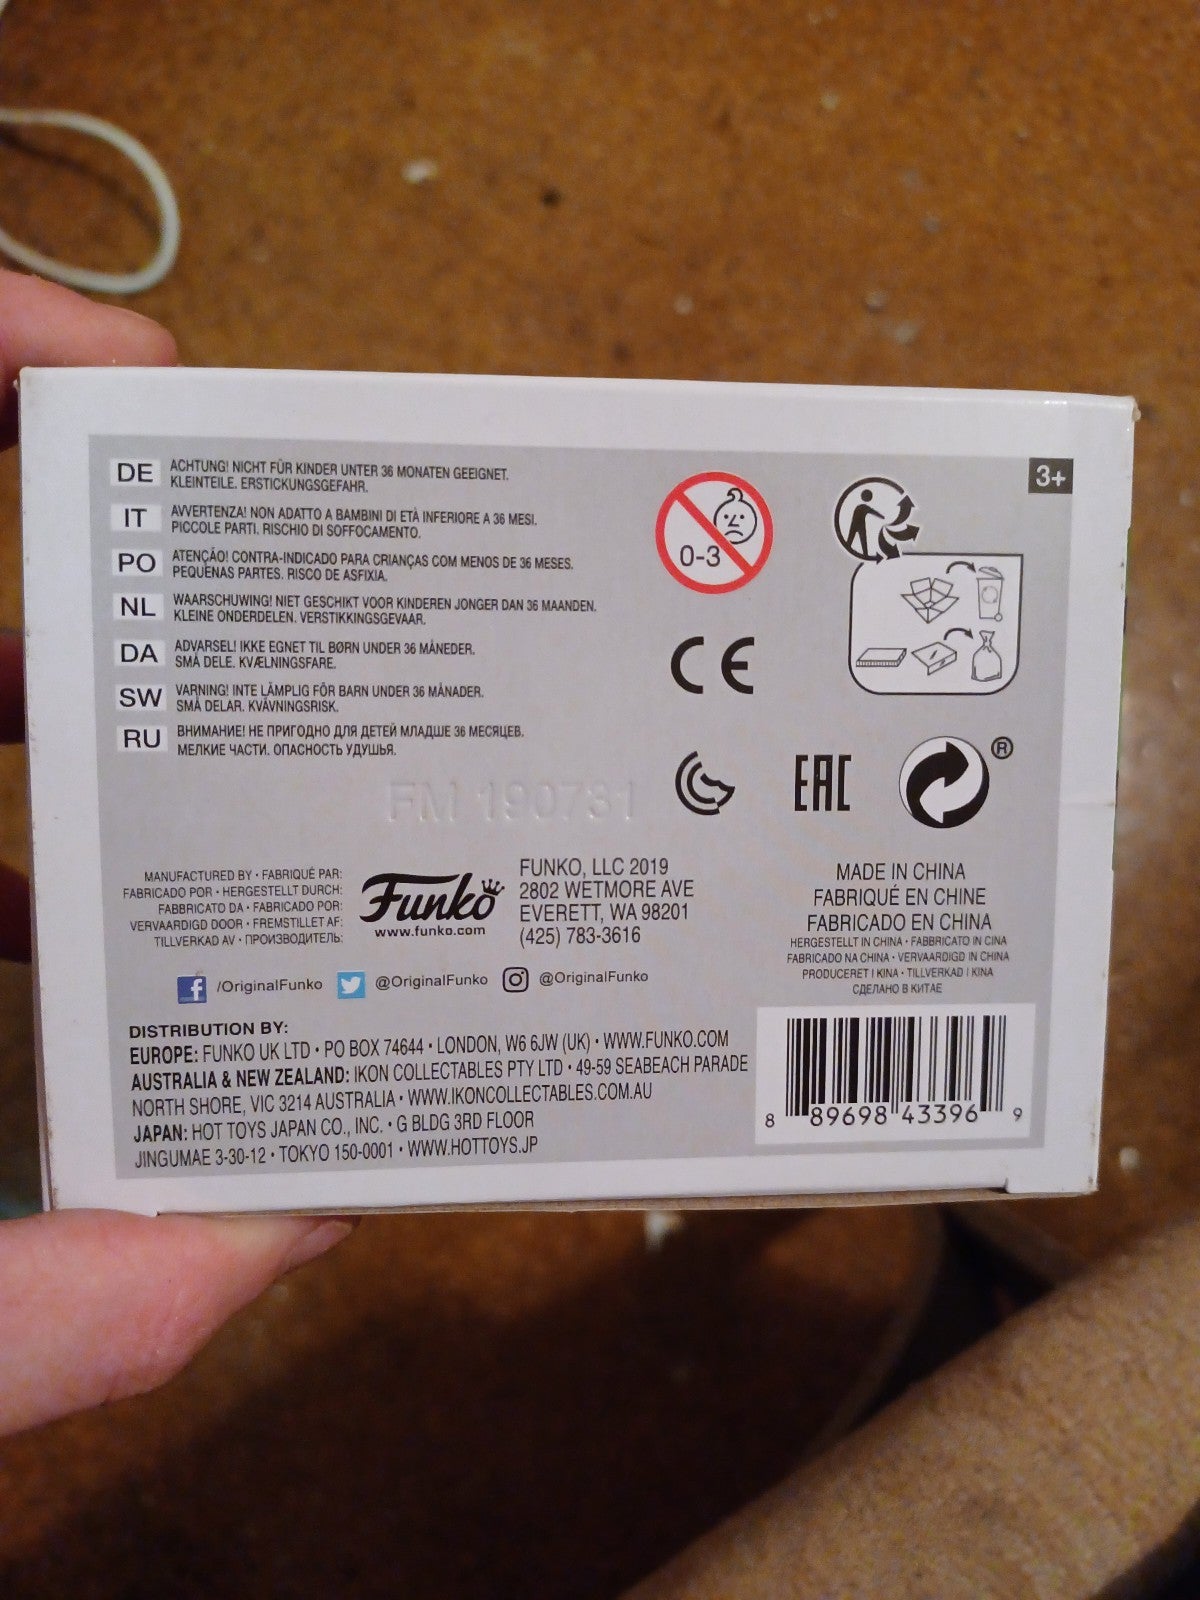 DE ACHTUNG! NICHT FÜR KINDER UNTER 36 MONATEN GEEIGNET.
KLEINTEILE. ERSTICKUNGSGEFAHR.
IT AVVERTENZA! NON ADATTO A BAMBINI DI ETÀ INFERIORE A 36 MESI.
PICCOLE PARTI. RISCHIO DI SOFFOCAMENTO.
PO ATENÇÃO! CONTRA-INDICADO PARA CRIANÇAS COM MENOS DE 36 MESES.
PEQUENAS PARTES. RISCO DE ASFIXIA.
NL WAARSCHUWING! NIET GESCHIKT VOOR KINDEREN JONGER DAN 36 MAANDEN.
KLEINE ONDERDELEN. VERSTIKKINGSGEVAAR.
DA ADVARSEL! IKKE EGNET TIL BØRN UNDER 36 MÅNEDER.
SMÅ DELE. KVÆLNINGSFARE.
SW VARNING! INTE LÄMPLIG FÖR BARN UNDER 36 MÅNADER.
SMÅ DELAR. KVÄVNINGSRISK.
RU ВНИМАНИЕ! НЕ ПРИГОДНО ДЛЯ ДЕТЕЙ МЛАДШЕ 36 МЕСЯЦЕВ.
МЕЛКИЕ ЧАСТИ. ОПАСНОСТЬ УДУШЬЯ.
0-3
3+
CE
FM 190731
EAC
®
MANUFACTURED BY • FABRIQUÉ PAR:
FABRICADO POR • HERGESTELLT DURCH:
FABBRICATO DA • FABRICADO POR:
VERVAARDIGD DOOR • FREMSTILLET AF:
TILLVERKAD AV • ПРОИЗВОДИТЕЛЬ:
Funko
www.funko.com
FUNKO, LLC 2019
2802 WETMORE AVE
EVERETT, WA 98201
(425) 783-3616
MADE IN CHINA
FABRIQUÉ EN CHINE
FABRICADO EN CHINA
HERGESTELLT IN CHINA • FABBRICATO IN CINA
FABRICADO NA CHINA • VERVAARDIGD IN CHINA
PRODUCERET I KINA • TILLVERKAD I KINA
СДЕЛАНО В КИТАЕ
f /OriginalFunko @OriginalFunko @OriginalFunko
DISTRIBUTION BY:
EUROPE: FUNKO UK LTD • PO BOX 74644 • LONDON, W6 6JW (UK) • WWW.FUNKO.COM
AUSTRALIA & NEW ZEALAND: IKON COLLECTABLES PTY LTD • 49-59 SEABEACH PARADE
NORTH SHORE, VIC 3214 AUSTRALIA • WWW.IKONCOLLECTABLES.COM.AU
JAPAN: HOT TOYS JAPAN CO., INC. • G BLDG 3RD FLOOR
JINGUMAE 3-30-12 • TOKYO 150-0001 • WWW.HOTTOYS.JP
8 89698 43396 9